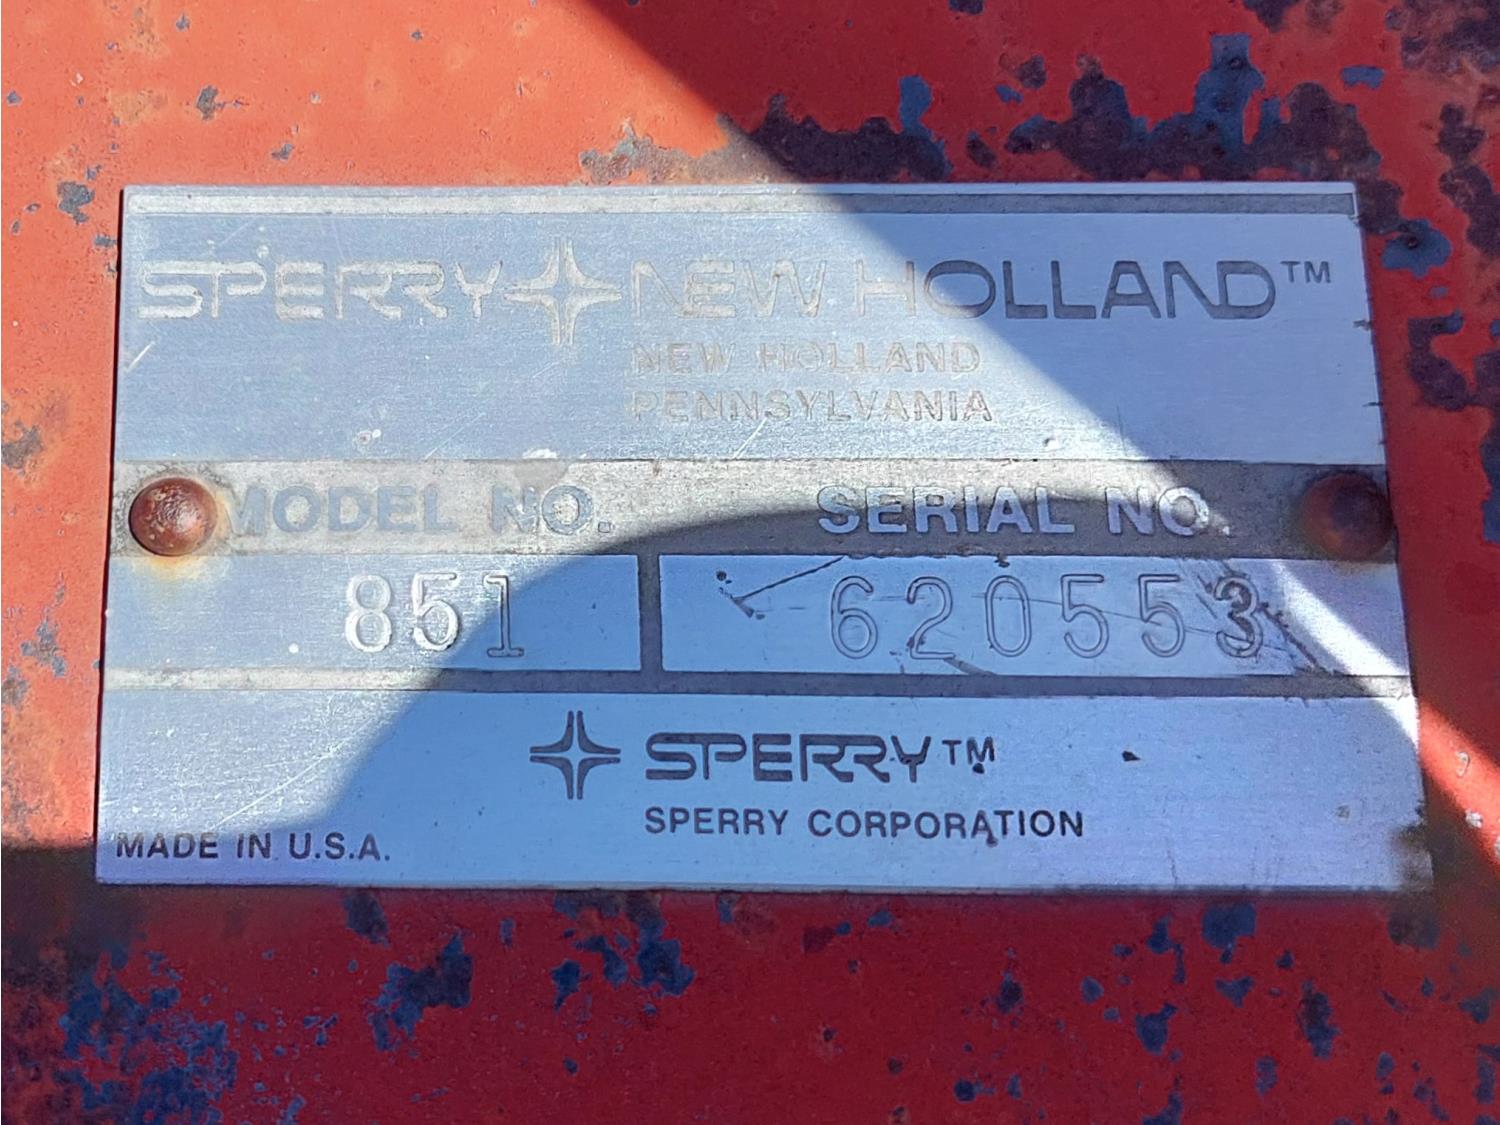 SPERRY NEW HOLLAND™
NEW HOLLAND
PENNSYLVANIA
MODEL NO. SERIAL NO.
851 620553
SPERRY™
SPERRY CORPORATION
MADE IN U.S.A.